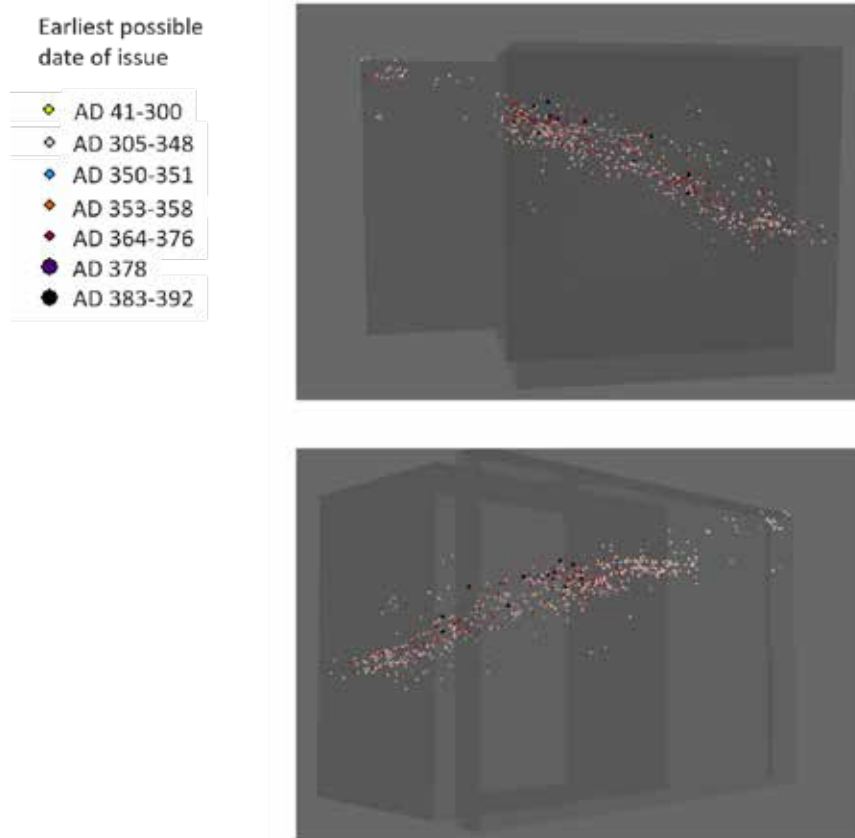 Earliest possible
date of issue
AD 41-300
AD 305-348
AD 350-351
AD 353-358
AD 364-376
AD 378
AD 383-392